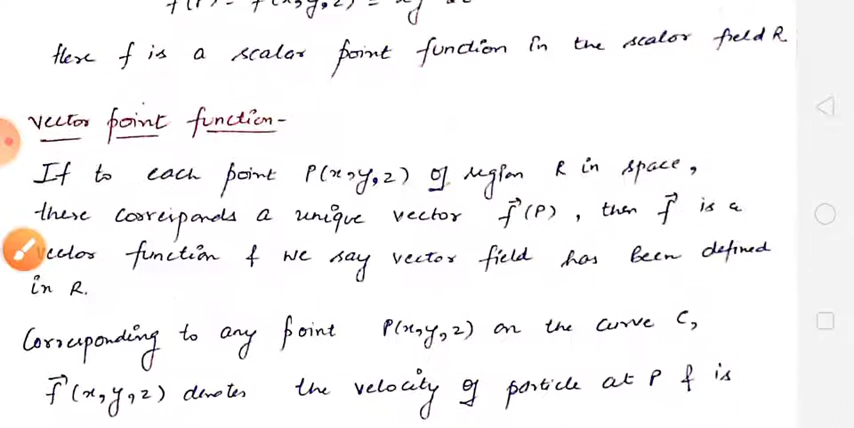 f(P) = f(x,y,z) = xy
Here f is a scalar point function in the scalar field R
Vector point function-
If to each point P(x,y,z) of region R in space,
there corresponds a unique vector f⃗(P), then f⃗ is a
vector function & we say vector field has been defined
in R.
Corresponding to any point P(x,y,z) on the curve C,
f⃗(x,y,z) denotes the velocity of particle at P & is